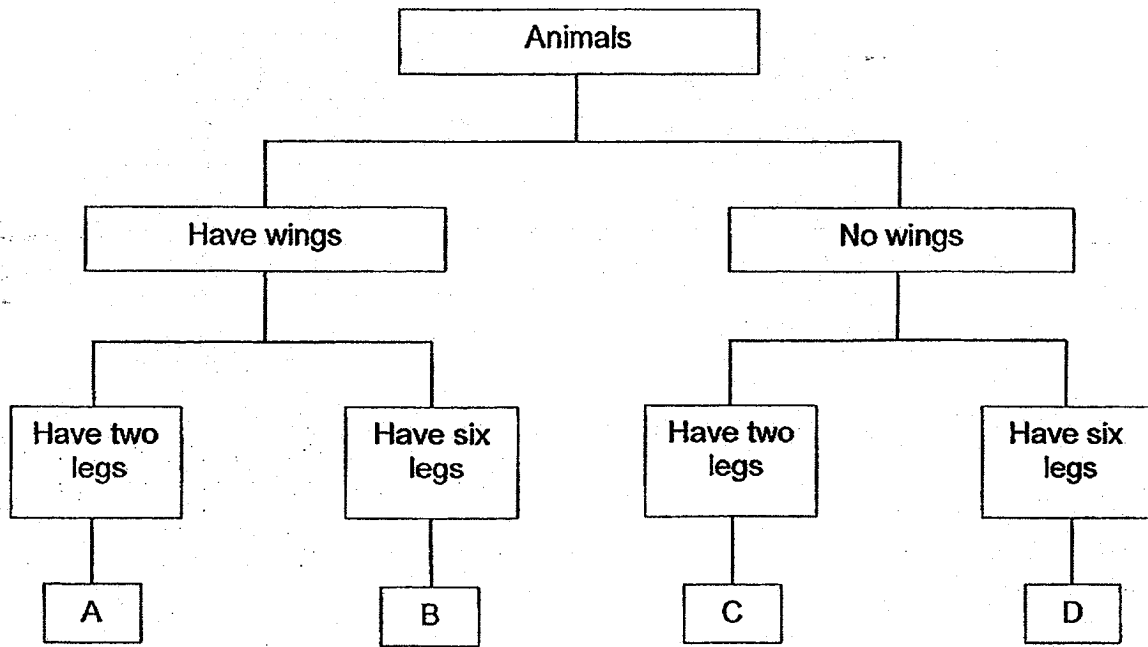 Animals
Have wings
No wings
Have two
legs
Have six
legs
Have two
legs
Have six
legs
A
B
C
D